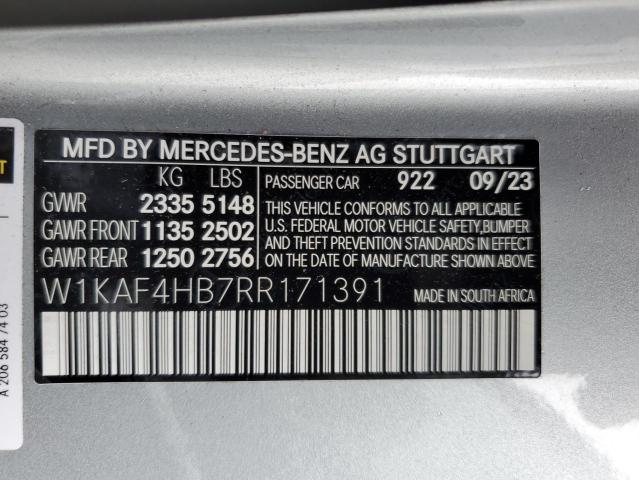 MFD BY MERCEDES-BENZ AG STUTTGART
KG LBS
GVWR 2335 5148
GAWR FRONT 1135 2502
GAWR REAR 1250 2756
PASSENGER CAR 922 09/23
THIS VEHICLE CONFORMS TO ALL APPLICABLE
U.S. FEDERAL MOTOR VEHICLE SAFETY, BUMPER
AND THEFT PREVENTION STANDARDS IN EFFECT
ON THE DATE OF MANUFACTURE SHOWN ABOVE.
W1KAF4HB7RR171391 MADE IN SOUTH AFRICA
A 206 584 74 03